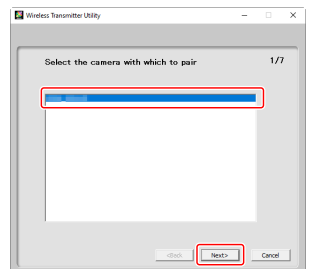 Wireless Transmitter Utility
Select the camera with which to pair 1/7
<Back Next> Cancel